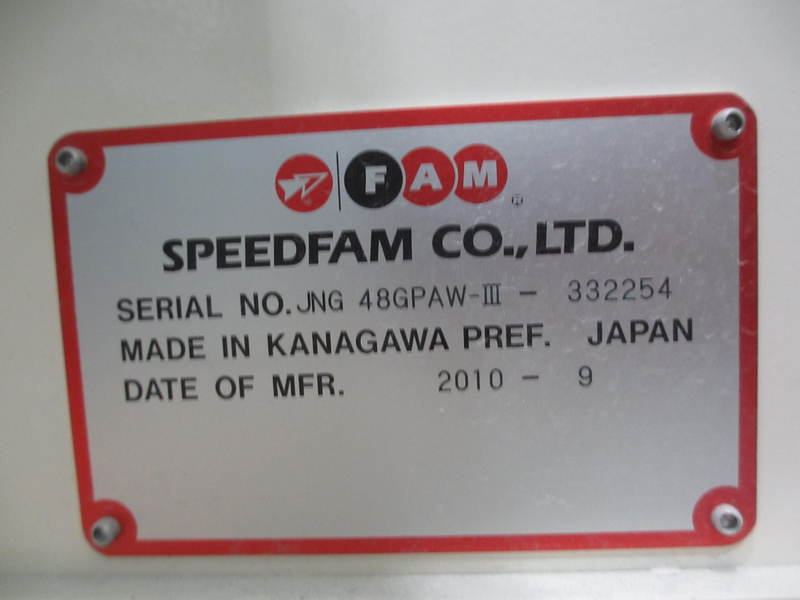 FAM
®
SPEEDFAM CO., LTD.
SERIAL NO. JNG 48GPAW-III - 332254
MADE IN KANAGAWA PREF. JAPAN
DATE OF MFR. 2010 - 9